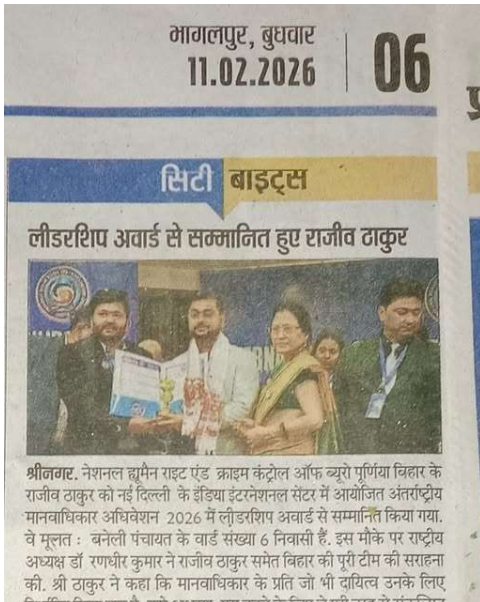 भागलपुर, बुधवार
11.02.2026
06
सिटी बाइट्स
लीडरशिप अवार्ड से सम्मानित हुए राजीव ठाकुर
श्रीनगर. नेशनल ह्यूमैन राइट एंड क्राइम कंट्रोल ऑफ ब्यूरो पूर्णिया बिहार के
राजीव ठाकुर को नई दिल्ली के इंडिया इंटरनेशनल सेंटर में आयोजित अंतर्राष्ट्रीय
मानवाधिकार अधिवेशन 2026 में लीडरशिप अवार्ड से सम्मानित किया गया.
वे मूलत : बनेली पंचायत के वार्ड संख्या 6 निवासी हैं. इस मौके पर राष्ट्रीय
अध्यक्ष डॉ रणधीर कुमार ने राजीव ठाकुर समेत बिहार की पूरी टीम की सराहना
की. श्री ठाकुर ने कहा कि मानवाधिकार के प्रति जो भी दायित्व उनके लिए